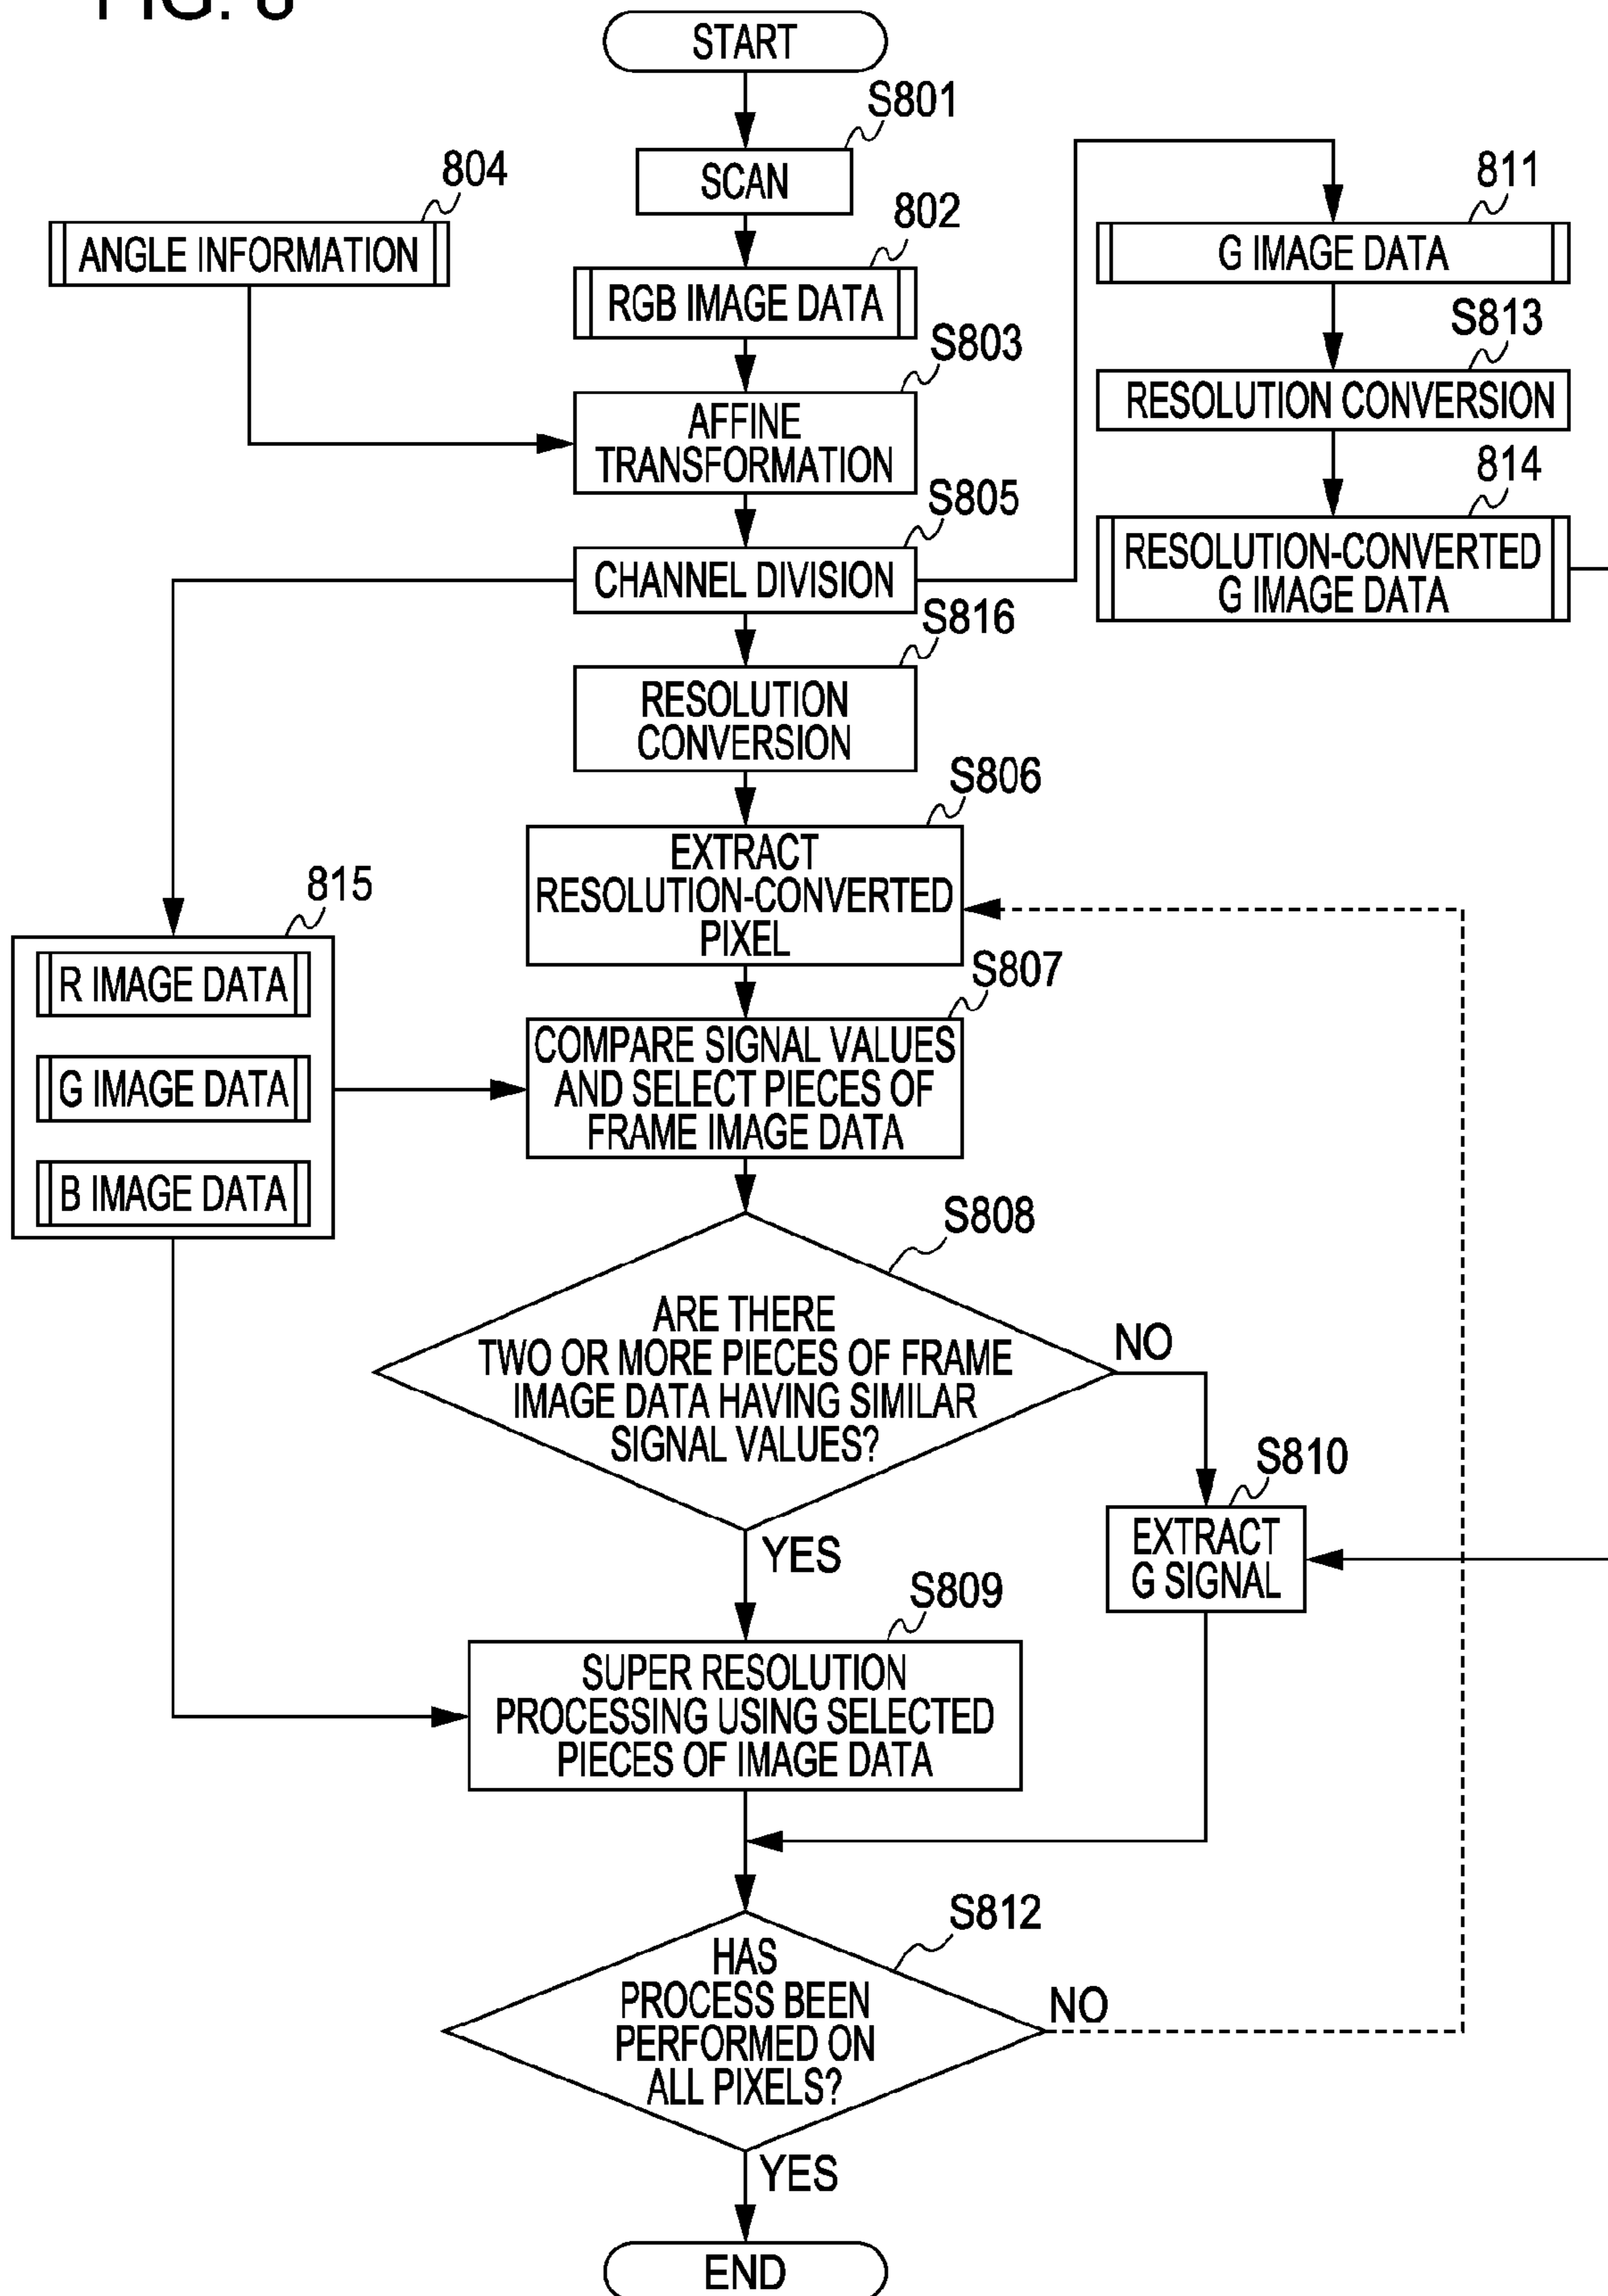 FIG. 8
START
S801
SCAN
804
ANGLE INFORMATION
802
RGB IMAGE DATA
S803
AFFINE
TRANSFORMATION
S805
CHANNEL DIVISION
811
G IMAGE DATA
S813
RESOLUTION CONVERSION
814
RESOLUTION-CONVERTED
G IMAGE DATA
S816
RESOLUTION
CONVERSION
S806
EXTRACT
RESOLUTION-CONVERTED
PIXEL
815
R IMAGE DATA
G IMAGE DATA
B IMAGE DATA
S807
COMPARE SIGNAL VALUES
AND SELECT PIECES OF
FRAME IMAGE DATA
S808
ARE THERE
TWO OR MORE PIECES OF FRAME
IMAGE DATA HAVING SIMILAR
SIGNAL VALUES?
NO
YES
S810
EXTRACT
G SIGNAL
S809
SUPER RESOLUTION
PROCESSING USING SELECTED
PIECES OF IMAGE DATA
S812
HAS
PROCESS BEEN
PERFORMED ON
ALL PIXELS?
NO
YES
END